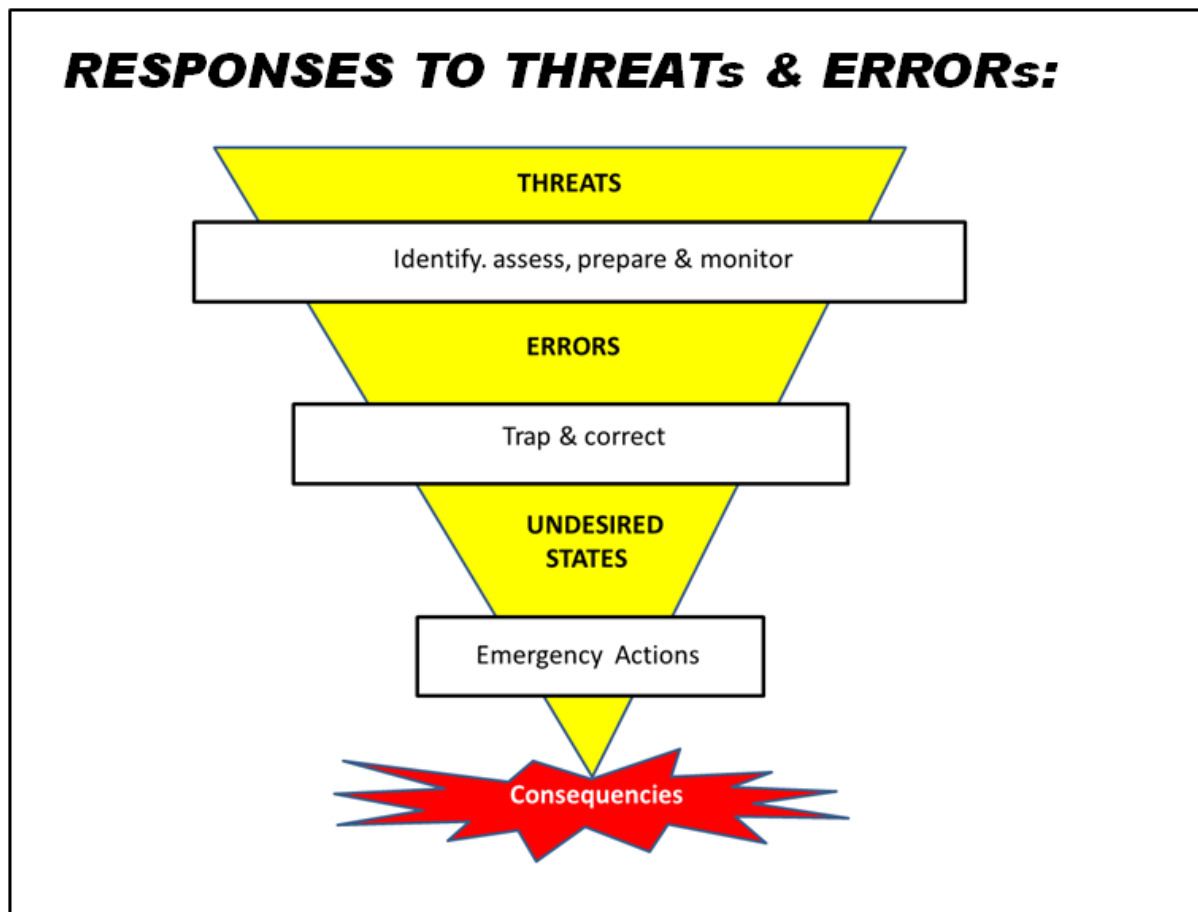 RESPONSES TO THREATs & ERRORs:
THREATS
Identify. assess, prepare & monitor
ERRORS
Trap & correct
UNDESIRED
STATES
Emergency Actions
Consequencies